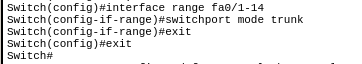 Switch(config)#interface range fa0/1-14
Switch(config-if-range)#switchport mode trunk
Switch(config-if-range)#exit
Switch(config)#exit
Switch#